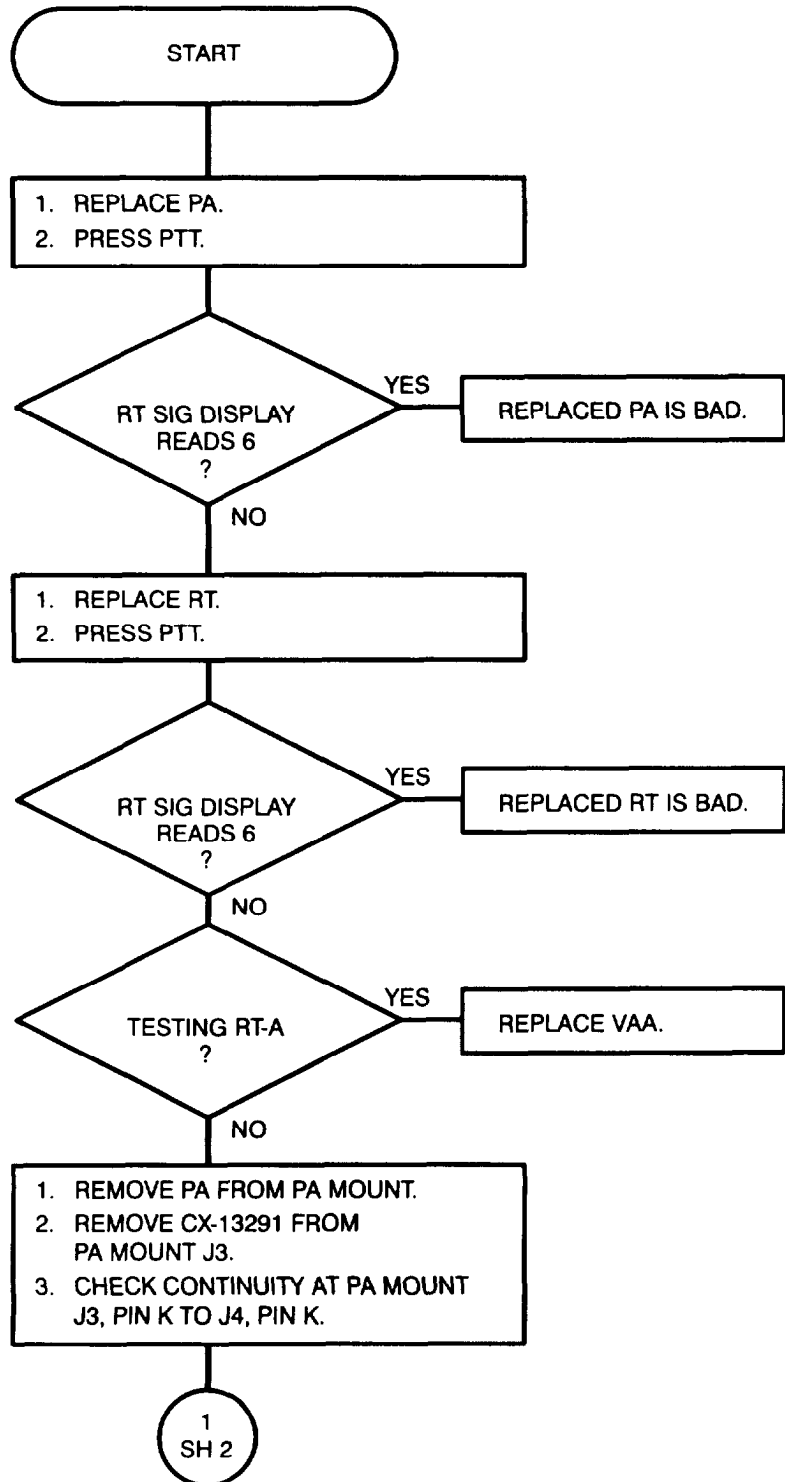 START
1. REPLACE PA.
2. PRESS PTT.
RT SIG DISPLAY
READS 6
?
YES
REPLACED PA IS BAD.
NO
1. REPLACE RT.
2. PRESS PTT.
RT SIG DISPLAY
READS 6
?
YES
REPLACED RT IS BAD.
NO
TESTING RT-A
?
YES
REPLACE VAA.
NO
1. REMOVE PA FROM PA MOUNT.
2. REMOVE CX-13291 FROM
PA MOUNT J3.
3. CHECK CONTINUITY AT PA MOUNT
J3, PIN K TO J4, PIN K.
1
SH 2